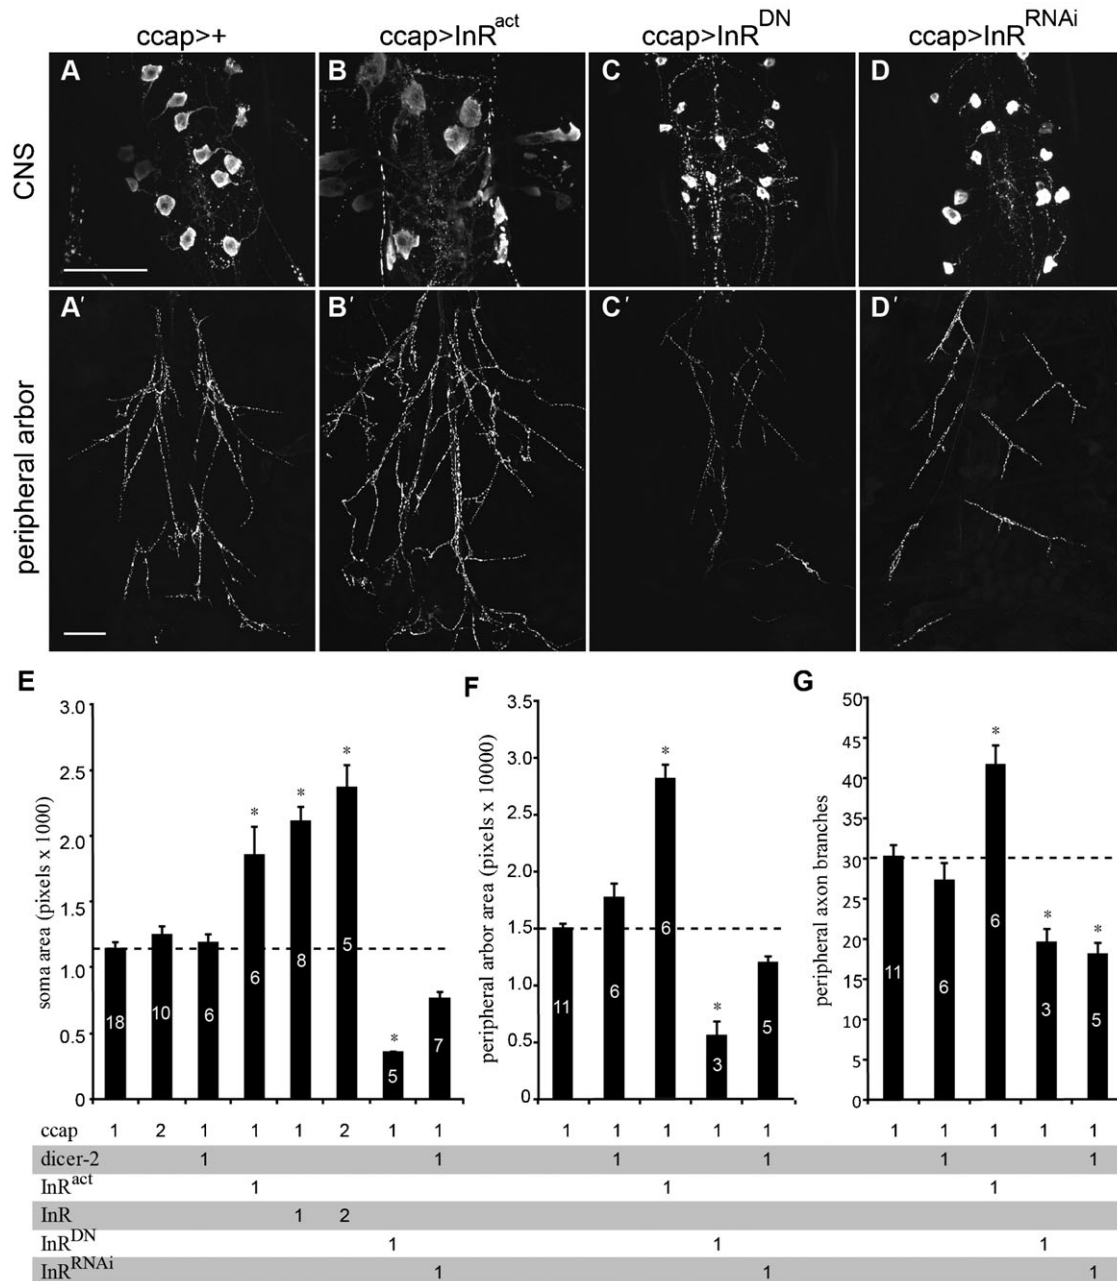 ccap>+ ccap>InR^act ccap>InR^DN ccap>InR^RNAi
CNS
A B C D
peripheral arbor
A' B' C' D'
E
soma area (pixels x 1000)
3.0
2.5
2.0
1.5
1.0
0.5
0
18 10 6 6 8 5 5 7
* * * *
F
peripheral arbor area (pixels x 10000)
3.5
3.0
2.5
2.0
1.5
1.0
0.5
0
11 6 6 3 5
* *
G
peripheral axon branches
50
45
40
35
30
25
20
15
10
5
0
11 6 6 3 5
* * *
ccap 1 2 1 1 1 2 1 1 1 1 1 1 1 1 1 1 1 1
dicer-2 1 1 1 1 1 1
InR^act 1 1 1
InR 1 2
InR^DN 1 1 1
InR^RNAi 1 1 1